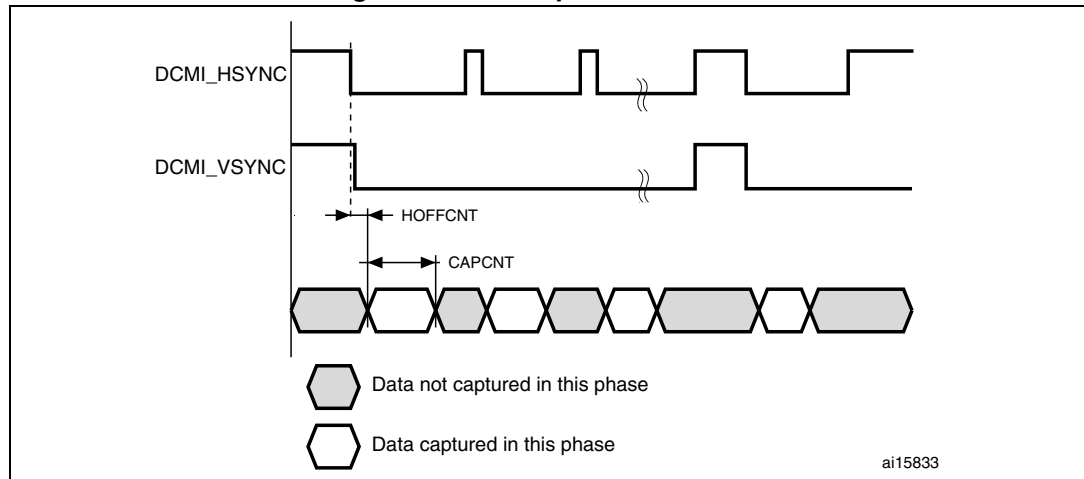 DCMI_HSYNC
DCMI_VSYNC
HOFFCNT
CAPCNT
Data not captured in this phase
Data captured in this phase
ai15833